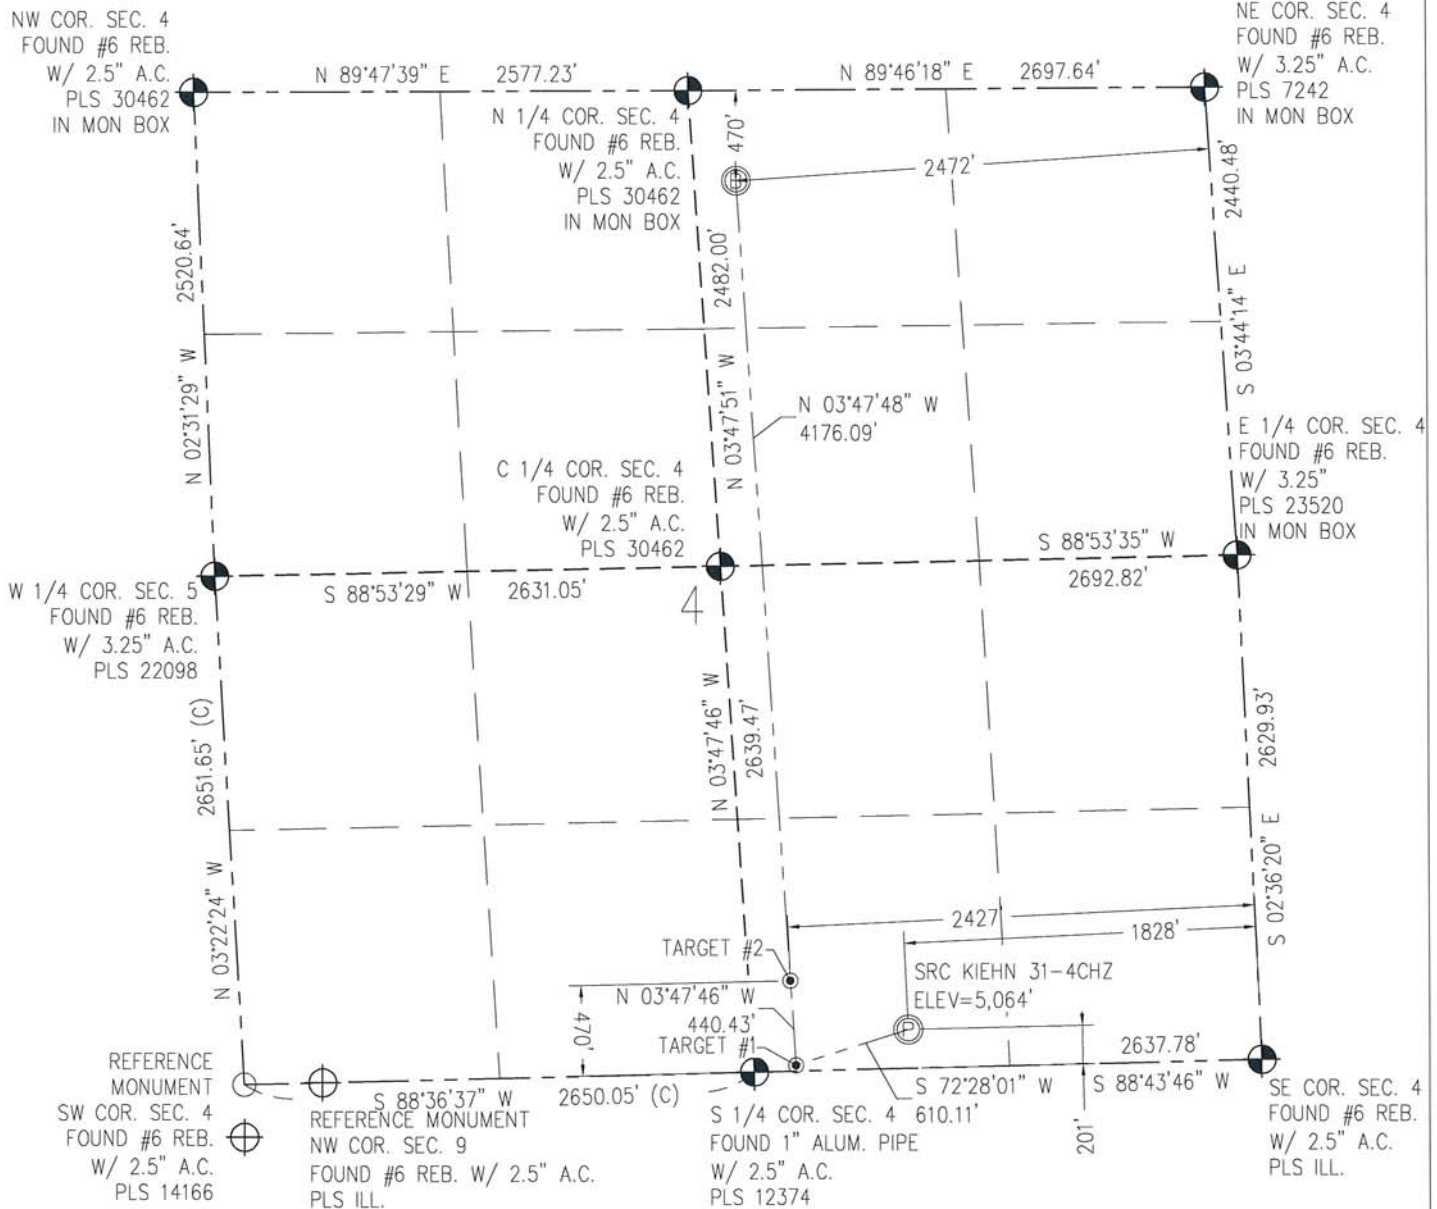 NW COR. SEC. 4
FOUND #6 REB.
W/ 2.5" A.C.
PLS 30462
IN MON BOX
N 89°47'39" E 2577.23'
N 89°46'18" E 2697.64'
NE COR. SEC. 4
FOUND #6 REB.
W/ 3.25" A.C.
PLS 7242
IN MON BOX
N 1/4 COR. SEC. 4
FOUND #6 REB.
W/ 2.5" A.C.
PLS 30462
IN MON BOX
470'
B
2472'
2440.48'
S 03°44'14" E
2520.64'
N 02°31'29" W
2482.00'
N 03°47'51" W
N 03°47'48" W
4176.09'
C 1/4 COR. SEC. 4
FOUND #6 REB.
W/ 2.5" A.C.
PLS 30462
E 1/4 COR. SEC. 4
FOUND #6 REB.
W/ 3.25"
PLS 23520
IN MON BOX
W 1/4 COR. SEC. 5
FOUND #6 REB.
W/ 3.25" A.C.
PLS 22098
S 88°53'29" W 2631.05'
4
S 88°53'35" W
2692.82'
2651.65' (C)
N 03°22'24" W
N 03°47'46" W
2639.47'
2629.93'
S 02°36'20" E
2427
1828'
TARGET #2
SRC KIEHN 31-4CHZ
ELEV=5,064'
P
N 03°47'46" W
440.43'
470'
TARGET #1
2637.78'
S 88°43'46" W
S 72°28'01" W
610.11'
201'
REFERENCE
MONUMENT
SW COR. SEC. 4
FOUND #6 REB.
W/ 2.5" A.C.
PLS 14166
S 88°36'37" W 2650.05' (C)
REFERENCE MONUMENT
NW COR. SEC. 9
FOUND #6 REB. W/ 2.5" A.C.
PLS ILL.
S 1/4 COR. SEC. 4
FOUND 1" ALUM. PIPE
W/ 2.5" A.C.
PLS 12374
SE COR. SEC. 4
FOUND #6 REB.
W/ 2.5" A.C.
PLS ILL.